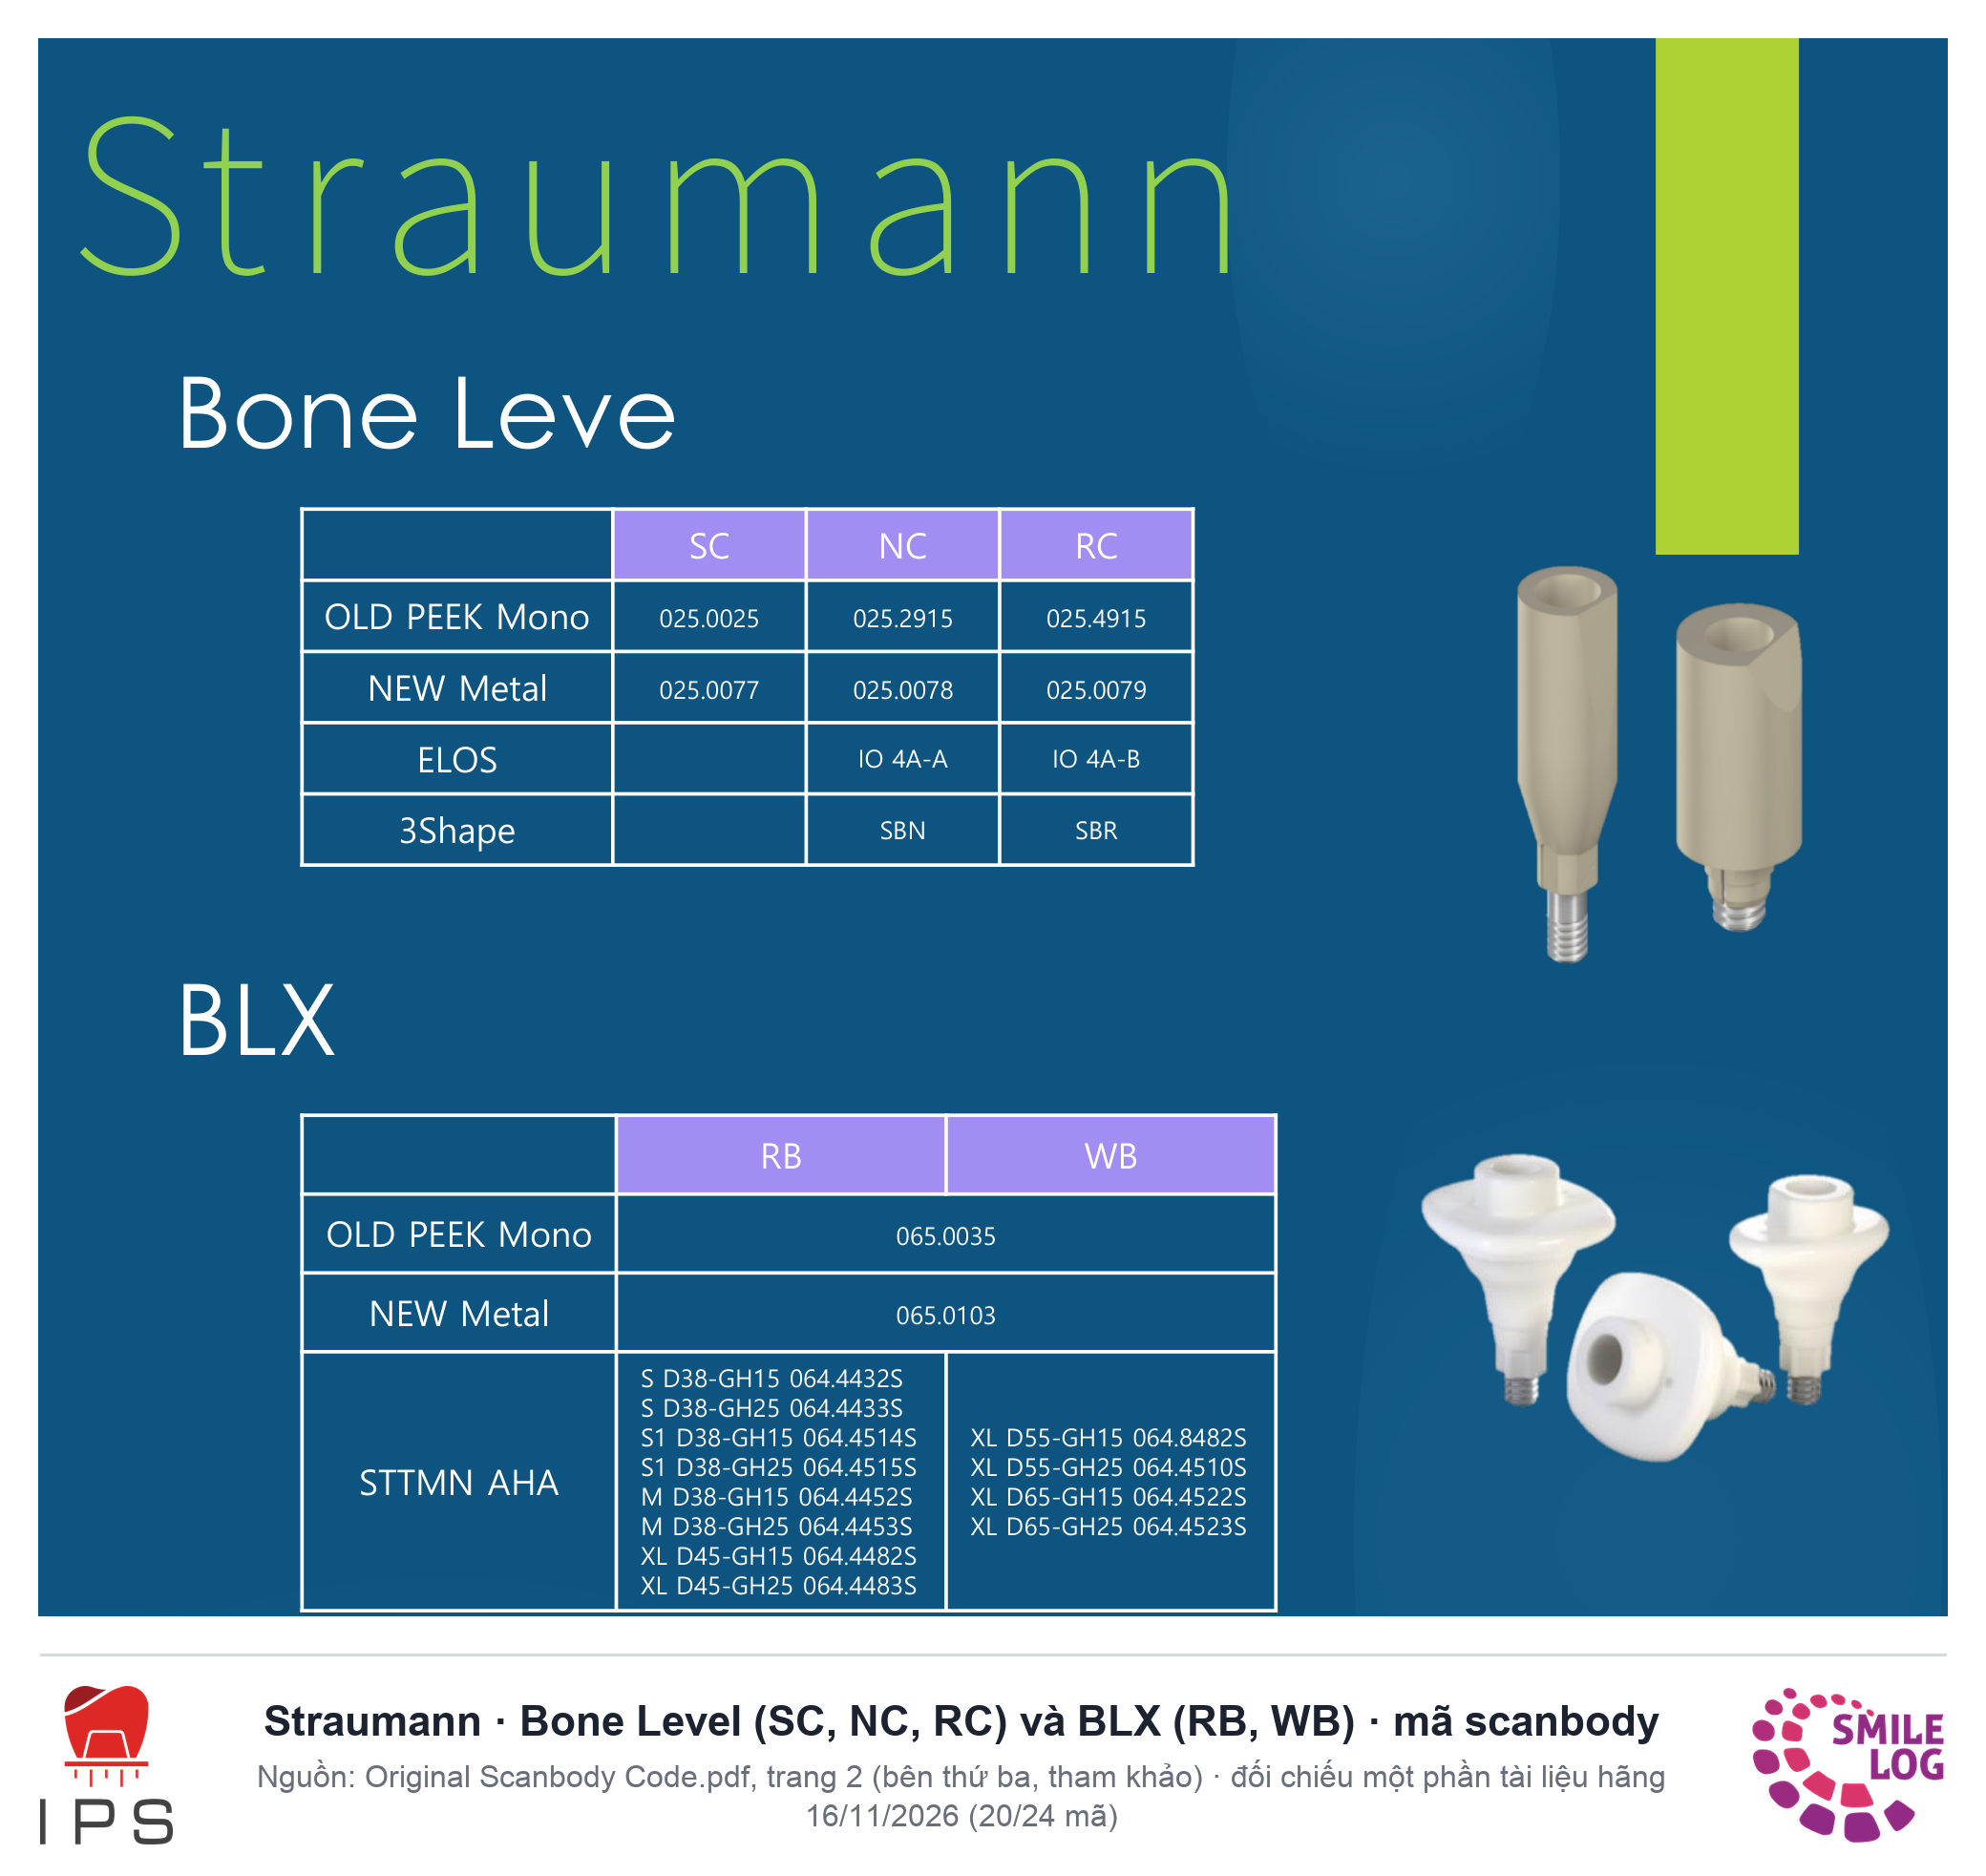 Straumann
Bone Leve
SC NC RC
OLD PEEK Mono 025.0025 025.2915 025.4915
NEW Metal 025.0077 025.0078 025.0079
ELOS IO 4A-A IO 4A-B
3Shape SBN SBR
BLX
RB WB
OLD PEEK Mono 065.0035
NEW Metal 065.0103
STTMN AHA
S D38-GH15 064.4432S
S D38-GH25 064.4433S
S1 D38-GH15 064.4514S
S1 D38-GH25 064.4515S
M D38-GH15 064.4452S
M D38-GH25 064.4453S
XL D45-GH15 064.4482S
XL D45-GH25 064.4483S
XL D55-GH15 064.8482S
XL D55-GH25 064.4510S
XL D65-GH15 064.4522S
XL D65-GH25 064.4523S
IPS
Straumann · Bone Level (SC, NC, RC) và BLX (RB, WB) · mã scanbody
Nguồn: Original Scanbody Code.pdf, trang 2 (bên thứ ba, tham khảo) · đối chiếu một phần tài liệu hãng
16/11/2026 (20/24 mã)
SMILE
LOG